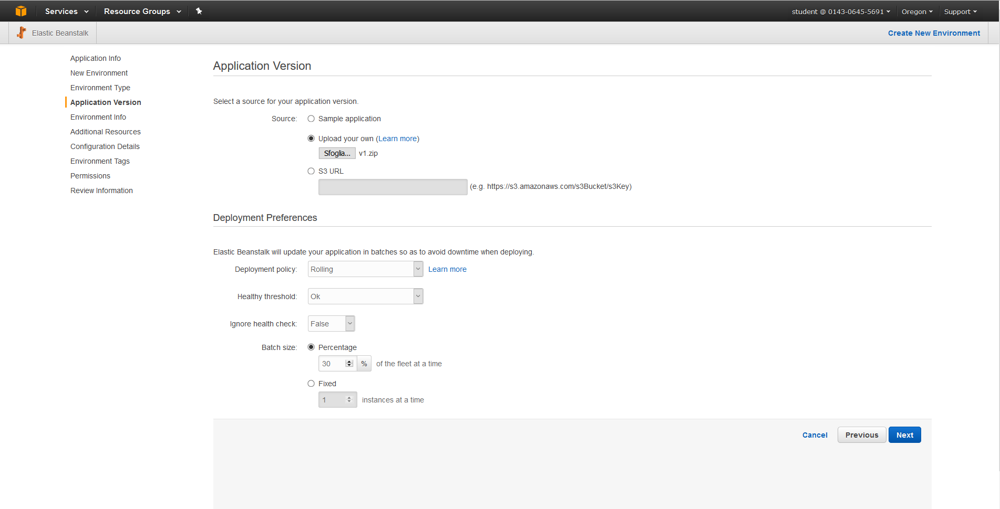 Services Resource Groups student @ 0143-0645-5691 Oregon Support
Elastic Beanstalk Create New Environment
Application Info
New Environment
Environment Type
Application Version
Environment Info
Additional Resources
Configuration Details
Environment Tags
Permissions
Review Information
Application Version
Select a source for your application version.
Source: Sample application
Upload your own (Learn more)
Sfoglia... v1.zip
S3 URL
(e.g. https://s3.amazonaws.com/s3Bucket/s3Key)
Deployment Preferences
Elastic Beanstalk will update your application in batches so as to avoid downtime when deploying.
Deployment policy: Rolling Learn more
Healthy threshold: Ok
Ignore health check: False
Batch size: Percentage
30 % of the fleet at a time
Fixed
1 instances at a time
Cancel Previous Next